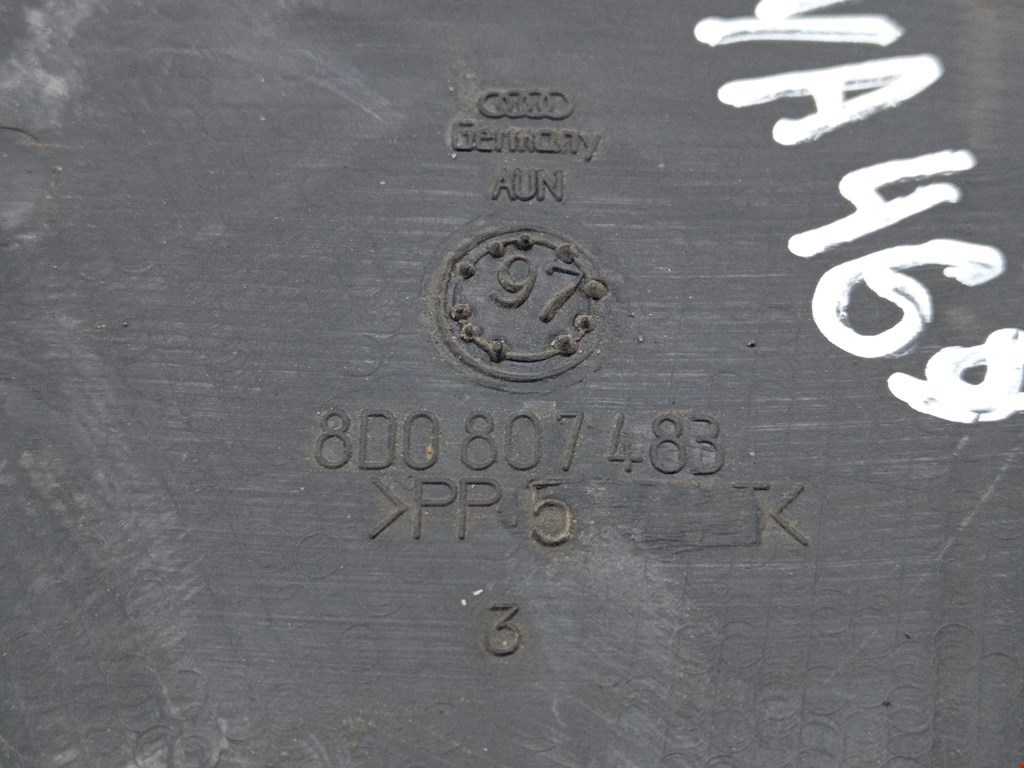 Germany
AUN
97
8D0 807 483
>PP 5 T<
3